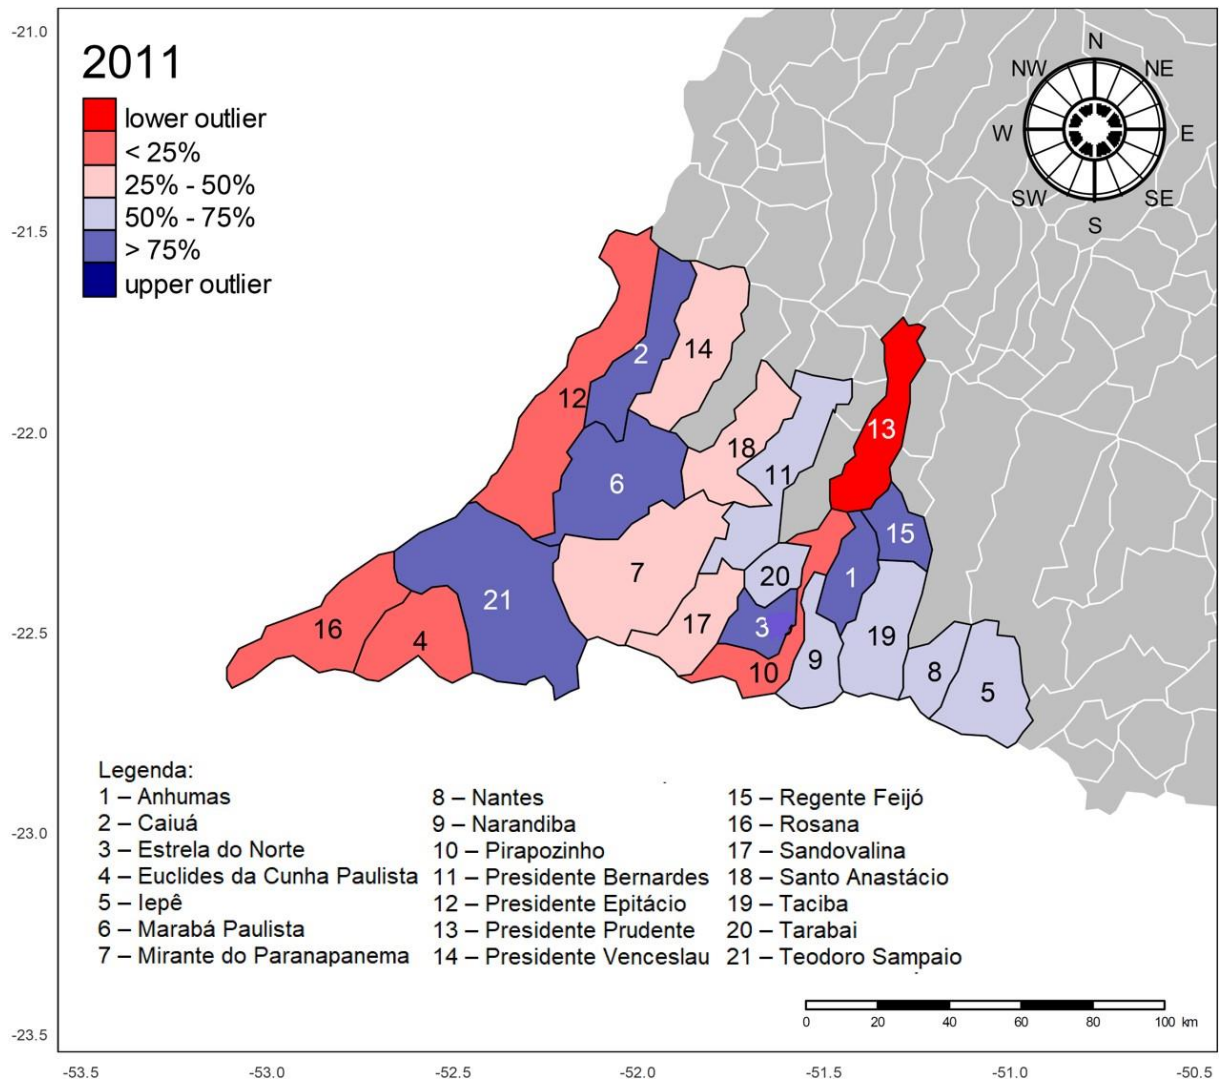 2011
lower outlier
< 25%
25% - 50%
50% - 75%
> 75%
upper outlier
N
NW NE
W E
SW SE
S
-21.0
-21.5
-22.0
-22.5
-23.0
-23.5
2
14
12
13
18
11
6
15
7
20
1
21
3
17
16
4
19
9
10
8
5
Legenda:
1 – Anhumas
2 – Caiuá
3 – Estrela do Norte
4 – Euclides da Cunha Paulista
5 – Iepê
6 – Marabá Paulista
7 – Mirante do Paranapanema
8 – Nantes
9 – Narandiba
10 – Pirapozinho
11 – Presidente Bernardes
12 – Presidente Epitácio
13 – Presidente Prudente
14 – Presidente Venceslau
15 – Regente Feijó
16 – Rosana
17 – Sandovalina
18 – Santo Anastácio
19 – Taciba
20 – Tarabai
21 – Teodoro Sampaio
0 20 40 60 80 100 km
-53.5 -53.0 -52.5 -52.0 -51.5 -51.0 -50.5